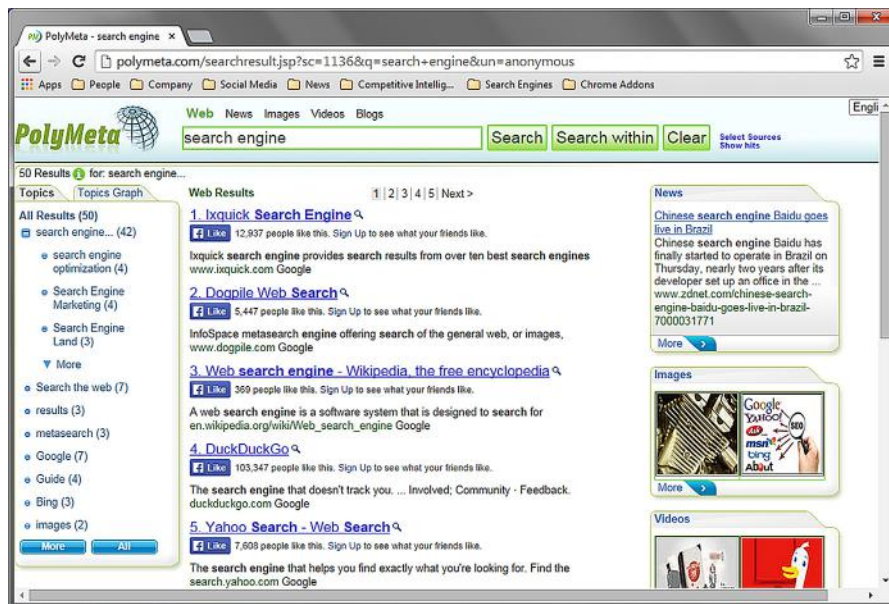 PolyMeta - search engine
polymeta.com/searchresult.jsp?sc=1136&q=search+engine&un=anonymous
Apps People Company Social Media News Competitive Intellig... Search Engines Chrome Addons
PolyMeta
Web News Images Videos Blogs
Engli
search engine Search Search within Clear
Select Sources
Show hits
50 Results for: search engine...
Topics Topics Graph
All Results (50)
search engine... (42)
search engine
optimization (4)
Search Engine
Marketing (4)
Search Engine
Land (3)
More
Search the web (7)
results (3)
metasearch (3)
Google (7)
Guide (4)
Bing (3)
images (2)
More All
Web Results 1 | 2 | 3 | 4 | 5 | Next >
1. Ixquick Search Engine
Like 12,937 people like this. Sign Up to see what your friends like.
Ixquick search engine provides search results from over ten best search engines
www.ixquick.com Google
2. Dogpile Web Search
Like 5,447 people like this. Sign Up to see what your friends like.
InfoSpace metasearch engine offering search of the general web, or images,
www.dogpile.com Google
3. Web search engine - Wikipedia, the free encyclopedia
Like 369 people like this. Sign Up to see what your friends like.
A web search engine is a software system that is designed to search for
en.wikipedia.org/wiki/Web_search_engine Google
4. DuckDuckGo
Like 103,347 people like this. Sign Up to see what your friends like.
The search engine that doesn't track you. ... Involved; Community - Feedback.
duckduckgo.com Google
5. Yahoo Search - Web Search
Like 7,608 people like this. Sign Up to see what your friends like.
The search engine that helps you find exactly what you're looking for. Find the
search.yahoo.com Google
News
Chinese search engine Baidu goes
live in Brazil
Chinese search engine Baidu has
finally started to operate in Brazil on
Thursday, nearly two years after its
developer set up an office in the ...
www.zdnet.com/chinese-search-
engine-baidu-goes-live-in-brazil-
7000031771
More
Images
Google
YAHOO!
Ask
SEO
msn
bing
About
More
Videos